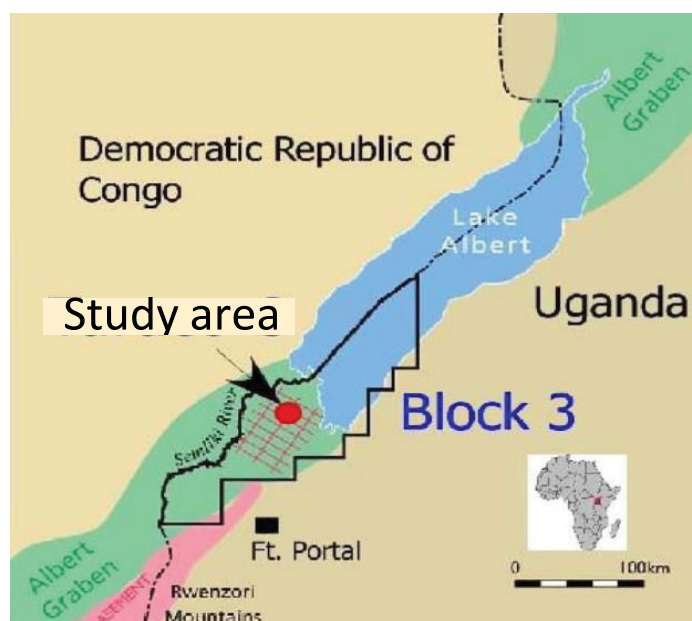 Albert
Graben
Democratic Republic of
Congo
Lake
Albert
Uganda
Study area
Block 3
Semliki River
Ft. Portal
0
100km
Albert
Graben
Rwenzori
Mountains